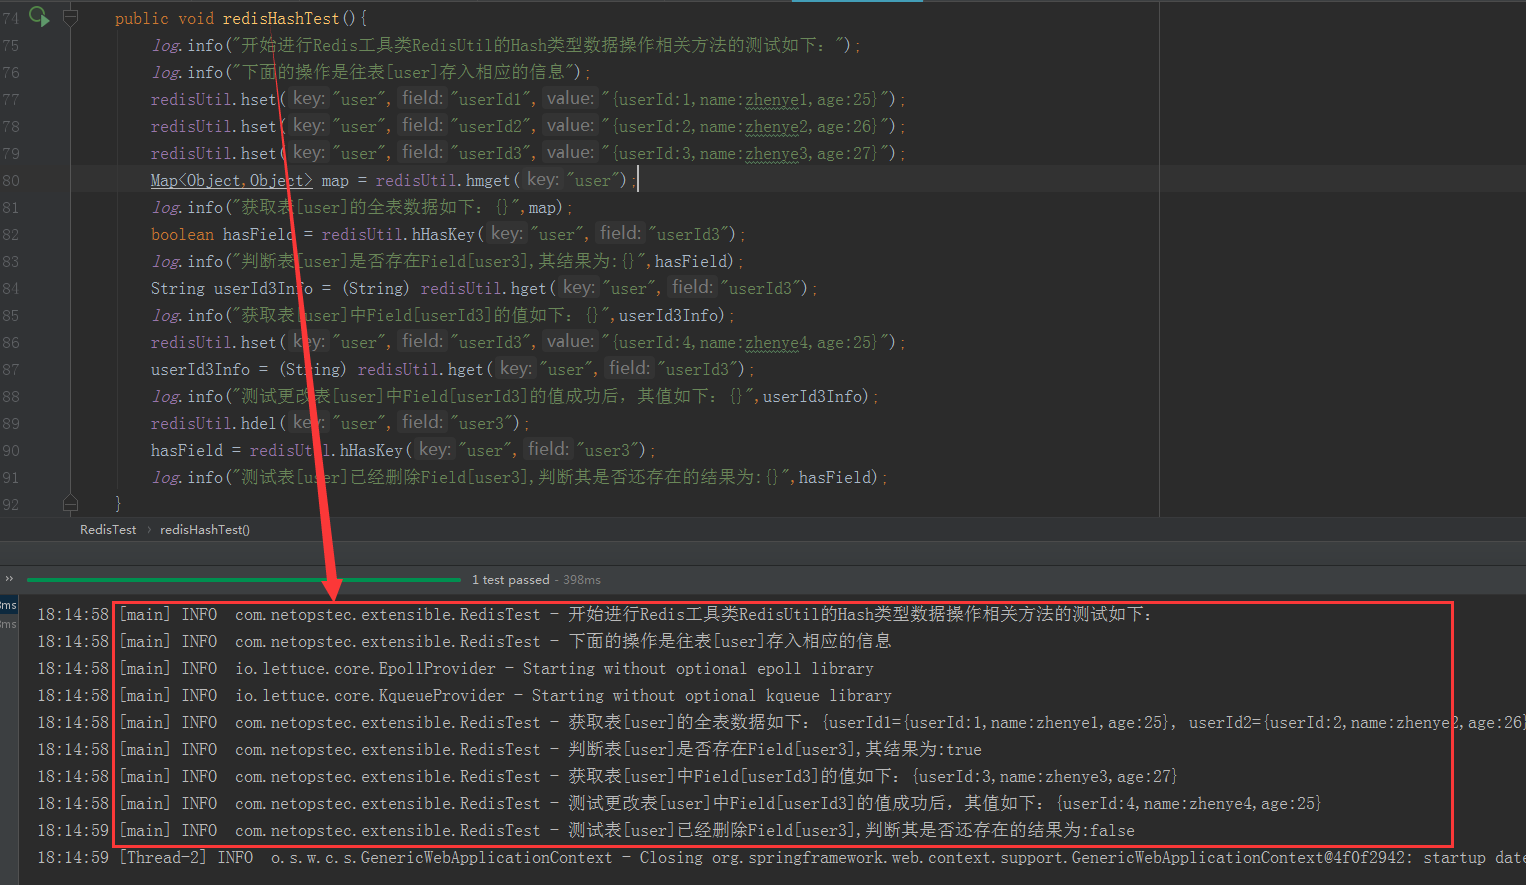 74 public void redisHashTest(){
75 log.info("开始进行Redis工具类RedisUtil的Hash类型数据操作相关方法的测试如下：");
76 log.info("下面的操作是往表[user]存入相应的信息");
77 redisUtil.hset( key: "user", field: "userId1", value: "{userId:1,name:zhenye1,age:25}");
78 redisUtil.hset( key: "user", field: "userId2", value: "{userId:2,name:zhenye2,age:26}");
79 redisUtil.hset( key: "user", field: "userId3", value: "{userId:3,name:zhenye3,age:27}");
80 Map<Object,Object> map = redisUtil.hmget( key: "user");
81 log.info("获取表[user]的全表数据如下：{}",map);
82 boolean hasField = redisUtil.hHasKey( key: "user", field: "userId3");
83 log.info("判断表[user]是否存在Field[user3],其结果为:{}",hasField);
84 String userId3Info = (String) redisUtil.hget( key: "user", field: "userId3");
85 log.info("获取表[user]中Field[userId3]的值如下：{}",userId3Info);
86 redisUtil.hset( key: "user", field: "userId3", value: "{userId:4,name:zhenye4,age:25}");
87 userId3Info = (String) redisUtil.hget( key: "user", field: "userId3");
88 log.info("测试更改表[user]中Field[userId3]的值成功后，其值如下：{}",userId3Info);
89 redisUtil.hdel( key: "user", field: "user3");
90 hasField = redisUtil.hHasKey( key: "user", field: "user3");
91 log.info("测试表[user]已经删除Field[user3],判断其是否还存在的结果为:{}",hasField);
92 }
RedisTest › redisHashTest()
» 1 test passed - 398ms
18:14:58 [main] INFO com.netopstec.extensible.RedisTest - 开始进行Redis工具类RedisUtil的Hash类型数据操作相关方法的测试如下：
18:14:58 [main] INFO com.netopstec.extensible.RedisTest - 下面的操作是往表[user]存入相应的信息
18:14:58 [main] INFO io.lettuce.core.EpollProvider - Starting without optional epoll library
18:14:58 [main] INFO io.lettuce.core.KqueueProvider - Starting without optional kqueue library
18:14:58 [main] INFO com.netopstec.extensible.RedisTest - 获取表[user]的全表数据如下：{userId1={userId:1,name:zhenye1,age:25}, userId2={userId:2,name:zhenye2,age:26}
18:14:58 [main] INFO com.netopstec.extensible.RedisTest - 判断表[user]是否存在Field[user3],其结果为:true
18:14:58 [main] INFO com.netopstec.extensible.RedisTest - 获取表[user]中Field[userId3]的值如下：{userId:3,name:zhenye3,age:27}
18:14:58 [main] INFO com.netopstec.extensible.RedisTest - 测试更改表[user]中Field[userId3]的值成功后，其值如下：{userId:4,name:zhenye4,age:25}
18:14:59 [main] INFO com.netopstec.extensible.RedisTest - 测试表[user]已经删除Field[user3],判断其是否还存在的结果为:false
18:14:59 [Thread-2] INFO o.s.w.c.s.GenericWebApplicationContext - Closing org.springframework.web.context.support.GenericWebApplicationContext@4f0f2942: startup date